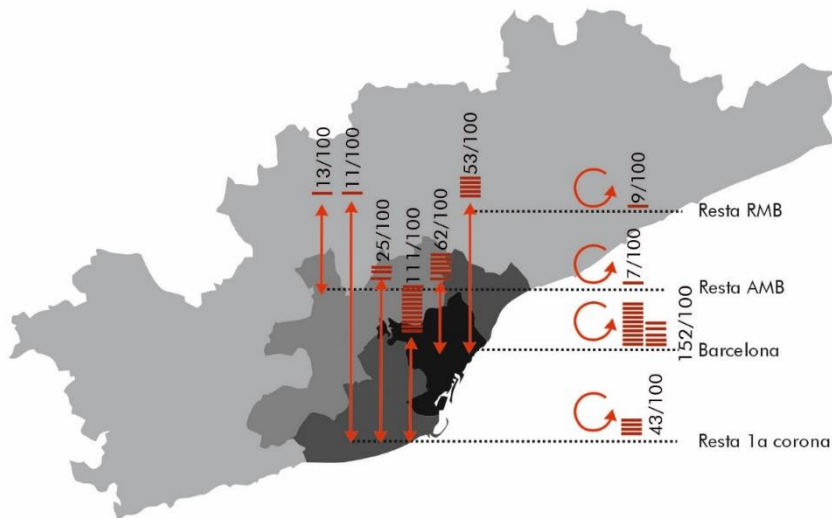 13/100
11/100
25/100
111/100
62/100
53/100
9/100
Resta RMB
7/100
Resta AMB
152/100
Barcelona
43/100
Resta 1a corona